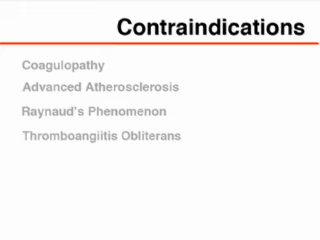 Contraindications
Coagulopathy
Advanced Atherosclerosis
Raynaud's Phenomenon
Thromboangiitis Obliterans